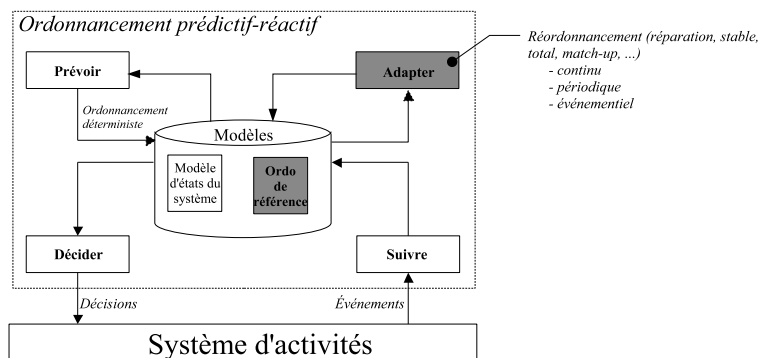 Ordonnancement prédictif-réactif
Prévoir
Adapter
Réordonnancement (réparation, stable,
total, match-up, ...)
- continu
- périodique
- événementiel
Ordonnancement
déterministe
Modèles
Modèle
d'états du
système
Ordo
de
référence
Décider
Suivre
Décisions
Événements
Système d'activités